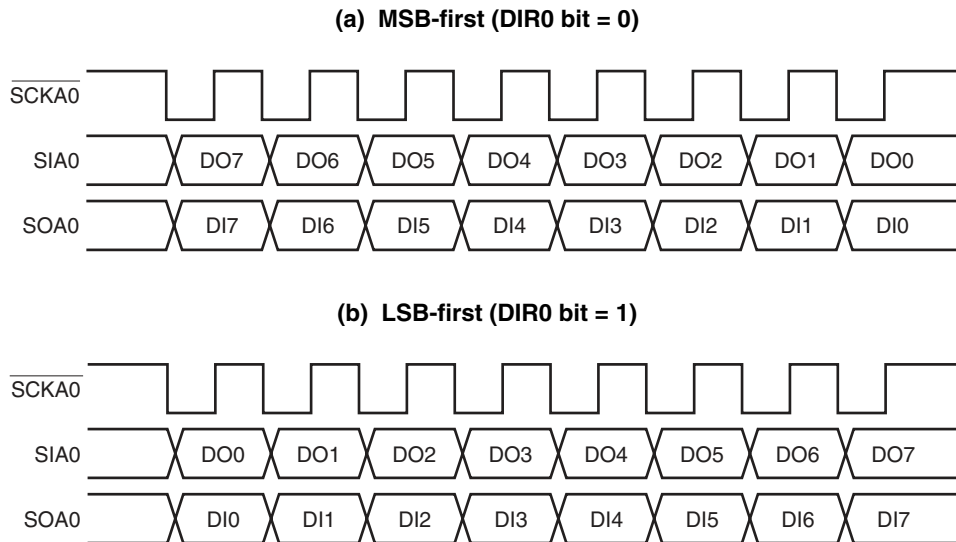 (a) MSB-first (DIR0 bit = 0)
SCKA0
SIA0 DO7 DO6 DO5 DO4 DO3 DO2 DO1 DO0
SOA0 DI7 DI6 DI5 DI4 DI3 DI2 DI1 DI0
(b) LSB-first (DIR0 bit = 1)
SCKA0
SIA0 DO0 DO1 DO2 DO3 DO4 DO5 DO6 DO7
SOA0 DI0 DI1 DI2 DI3 DI4 DI5 DI6 DI7